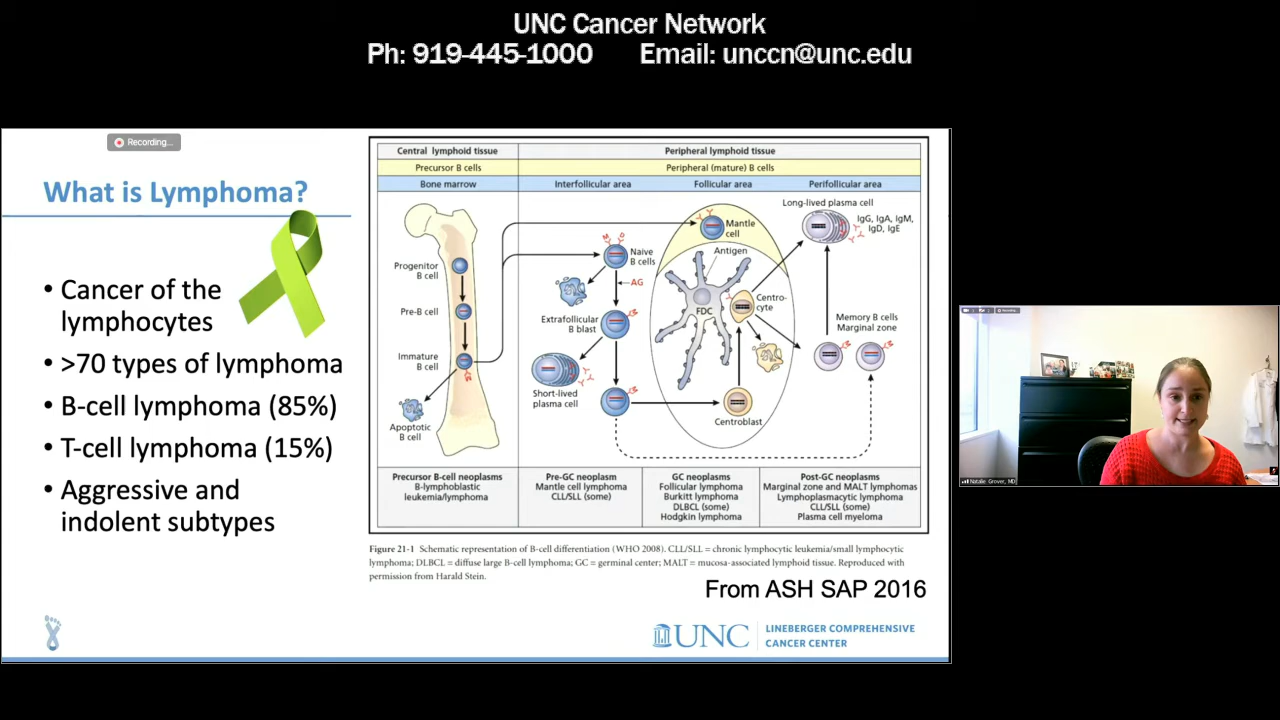 UNC Cancer Network
Ph: 919-445-1000 Email: unccn@unc.edu
Recording...
What is Lymphoma?
• Cancer of the
lymphocytes
• >70 types of lymphoma
• B-cell lymphoma (85%)
• T-cell lymphoma (15%)
• Aggressive and
indolent subtypes
Central lymphoid tissue
Peripheral lymphoid tissue
Precursor B cells
Peripheral (mature) B cells
Bone marrow
Interfollicular area
Follicular area
Perifollicular area
Progenitor
B cell
Pre-B cell
Immature
B cell
Apoptotic
B cell
M D
Naive
B cells
AG
Extrafollicular
B blast
Short-lived
plasma cell
Mantle
cell
Antigen
FDC
Centro-
cyte
Centroblast
Long-lived plasma cell
IgG, IgA, IgM,
IgD, IgE
Memory B cells
Marginal zone
Precursor B-cell neoplasms
B-lymphoblastic
leukemia/lymphoma
Pre-GC neoplasm
Mantle cell lymphoma
CLL/SLL (some)
GC neoplasms
Follicular lymphoma
Burkitt lymphoma
DLBCL (some)
Hodgkin lymphoma
Post-GC neoplasms
Marginal zone and MALT lymphomas
Lymphoplasmacytic lymphoma
CLL/SLL (some)
Plasma cell myeloma
Figure 21-1 Schematic representation of B-cell differentiation (WHO 2008). CLL/SLL = chronic lymphocytic leukemia/small lymphocytic
lymphoma; DLBCL = diffuse large B-cell lymphoma; GC = germinal center; MALT = mucosa-associated lymphoid tissue. Reproduced with
permission from Harald Stein.
From ASH SAP 2016
UNC
LINEBERGER COMPREHENSIVE
CANCER CENTER
Natalie Grover, MD